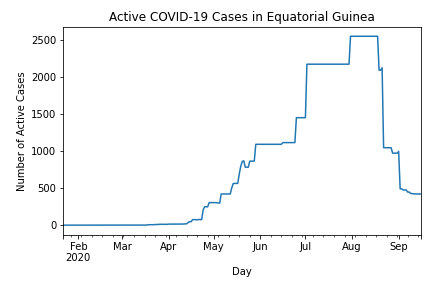 Active COVID-19 Cases in Equatorial Guinea
Number of Active Cases
2500
2000
1500
1000
500
0
Feb Mar Apr May Jun Jul Aug Sep
2020
Day